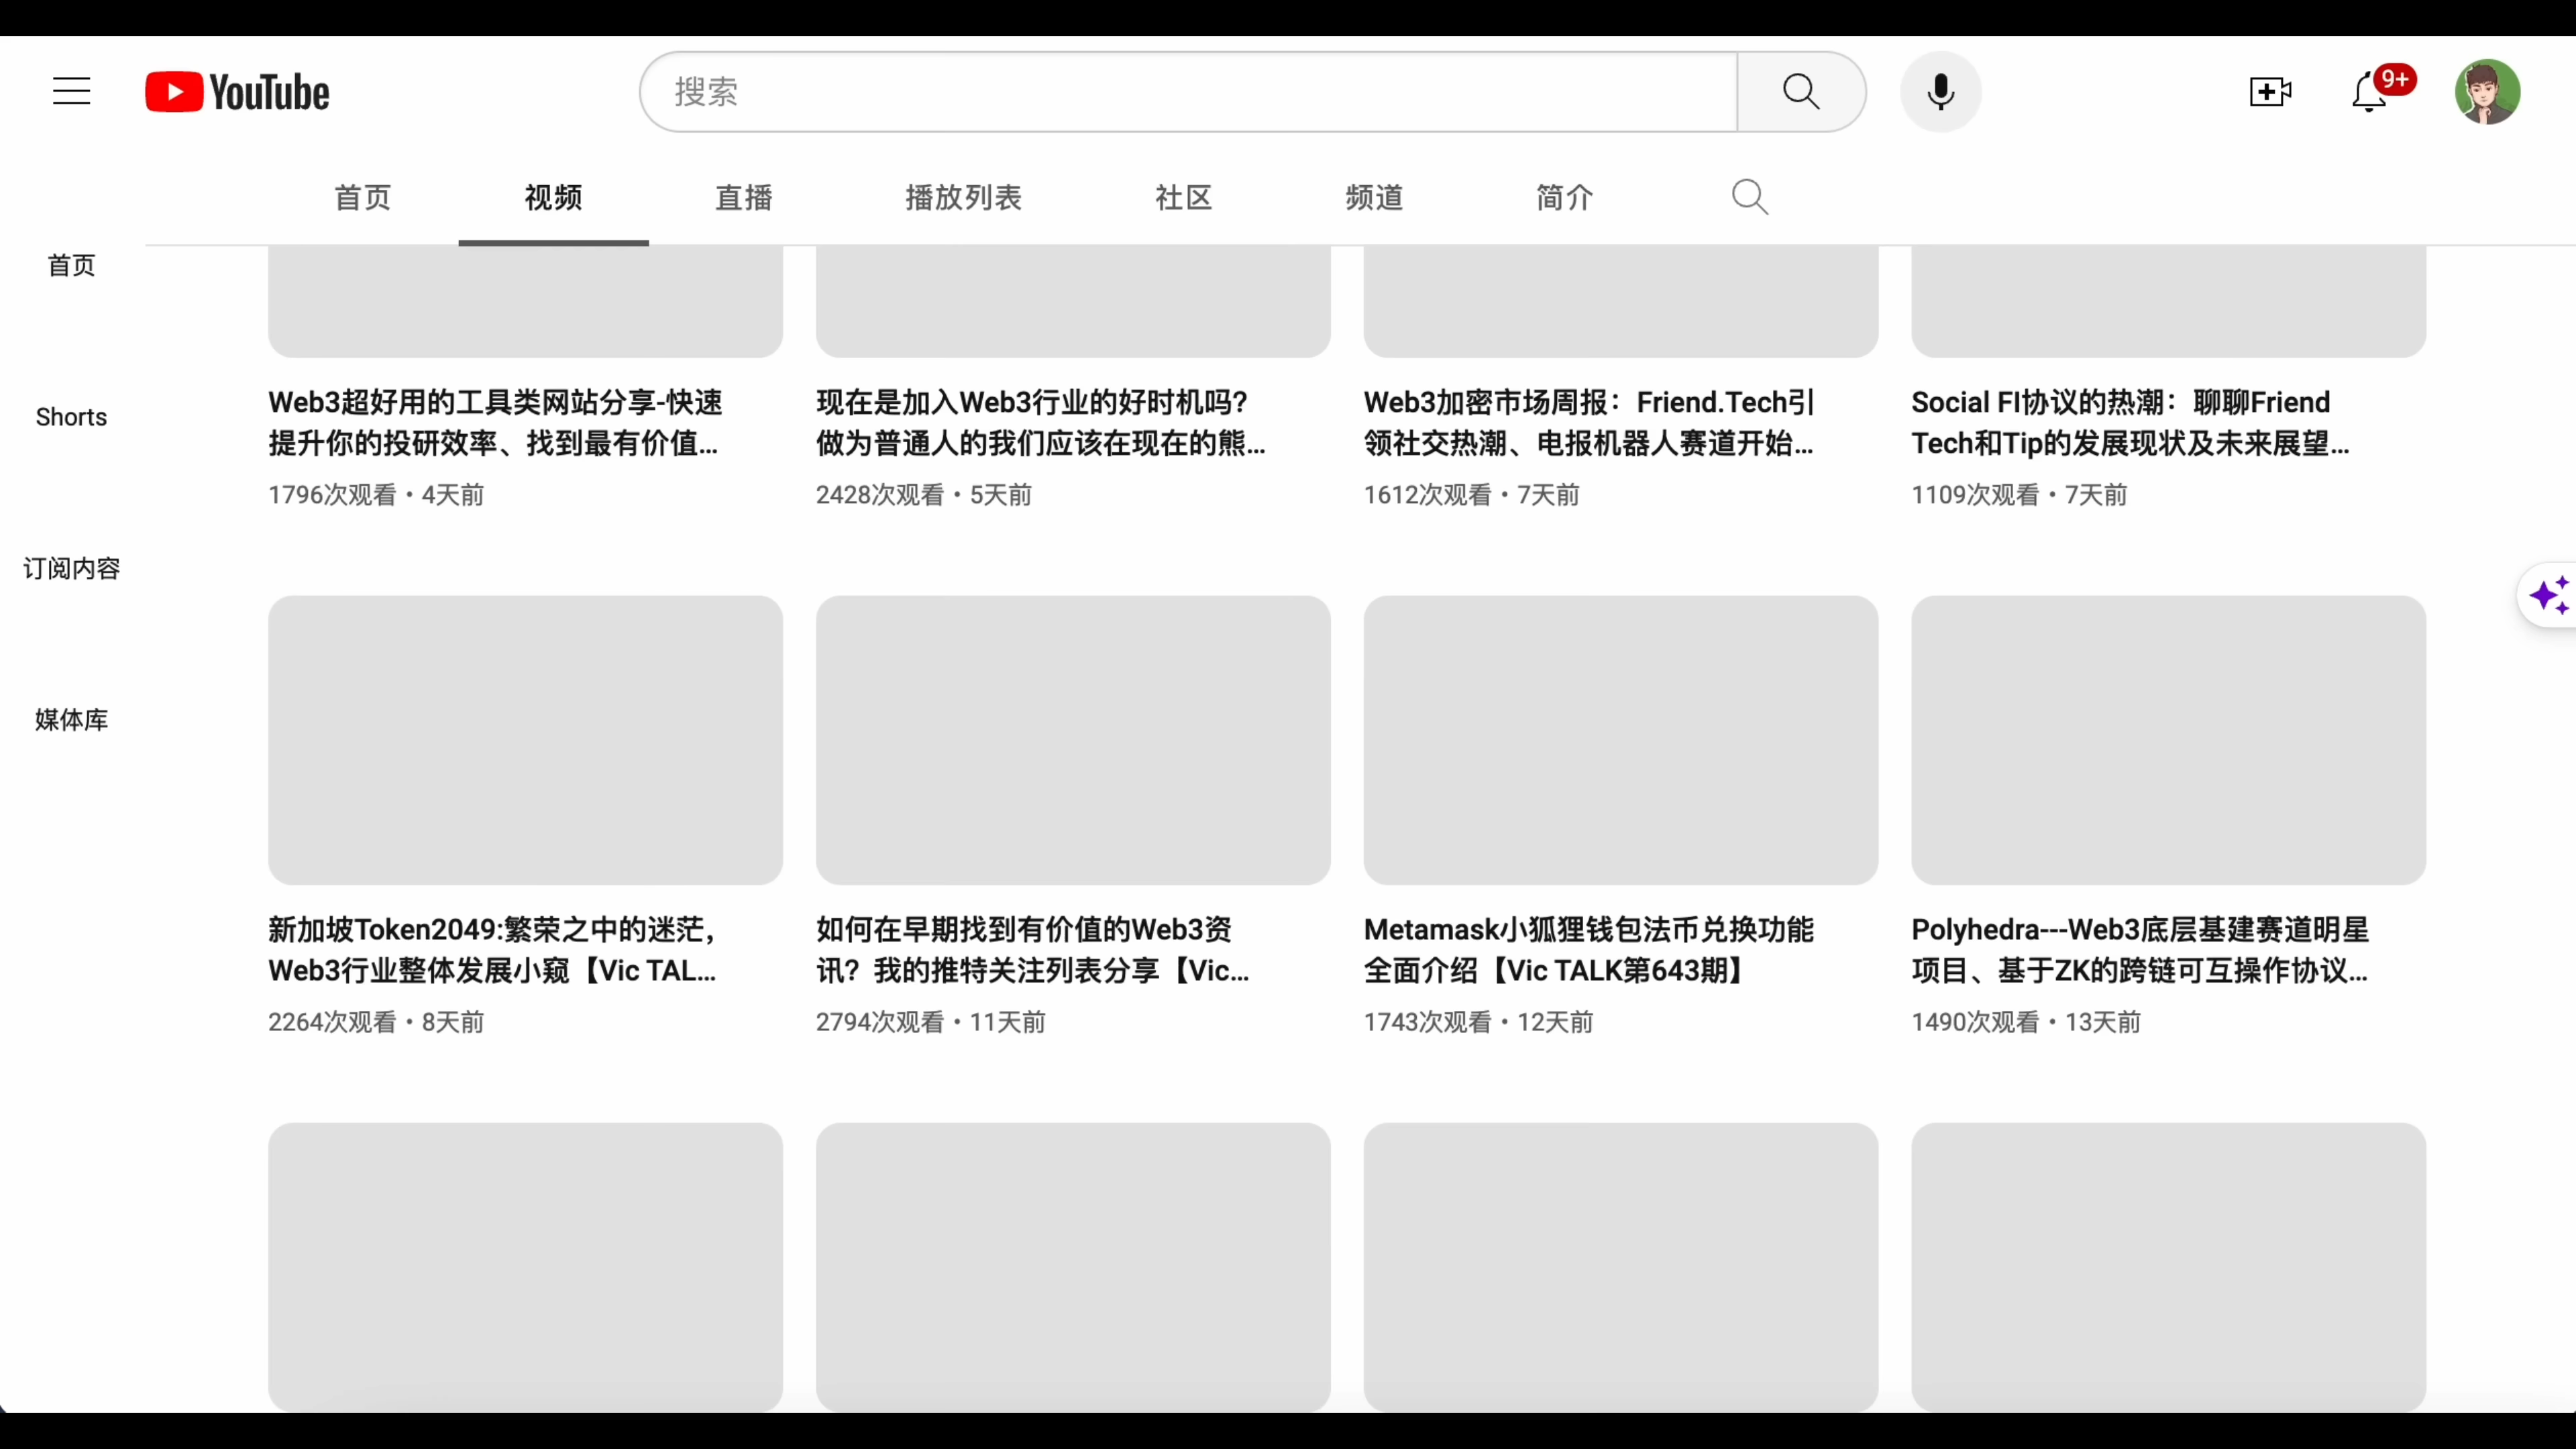 YouTube
搜索
9+
首页
视频
直播
播放列表
社区
频道
简介
首页
Shorts
订阅内容
媒体库
Web3超好用的工具类网站分享-快速
提升你的投研效率、找到最有价值...
1796次观看•4天前
现在是加入Web3行业的好时机吗?
做为普通人的我们应该在现在的熊...
2428次观看•5天前
Web3加密市场周报：Friend.Tech引
领社交热潮、电报机器人赛道开始...
1612次观看•7天前
Social FI协议的热潮：聊聊Friend
Tech和Tip的发展现状及未来展望...
1109次观看•7天前
新加坡Token2049:繁荣之中的迷茫，
Web3行业整体发展小窥【Vic TAL...
2264次观看•8天前
如何在早期找到有价值的Web3资
讯？我的推特关注列表分享【Vic...
2794次观看•11天前
Metamask小狐狸钱包法币兑换功能
全面介绍【Vic TALK第643期】
1743次观看•12天前
Polyhedra---Web3底层基建赛道明星
项目、基于ZK的跨链可互操作协议...
1490次观看•13天前